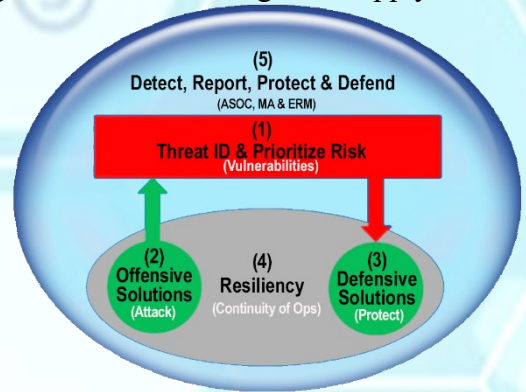 (5)
Detect, Report, Protect & Defend
(ASOC, MA & ERM)
(1)
Threat ID & Prioritize Risk
(Vulnerabilities)
(2)
Offensive
Solutions
(Attack)
(4)
Resiliency
(Continuity of Ops)
(3)
Defensive
Solutions
(Protect)